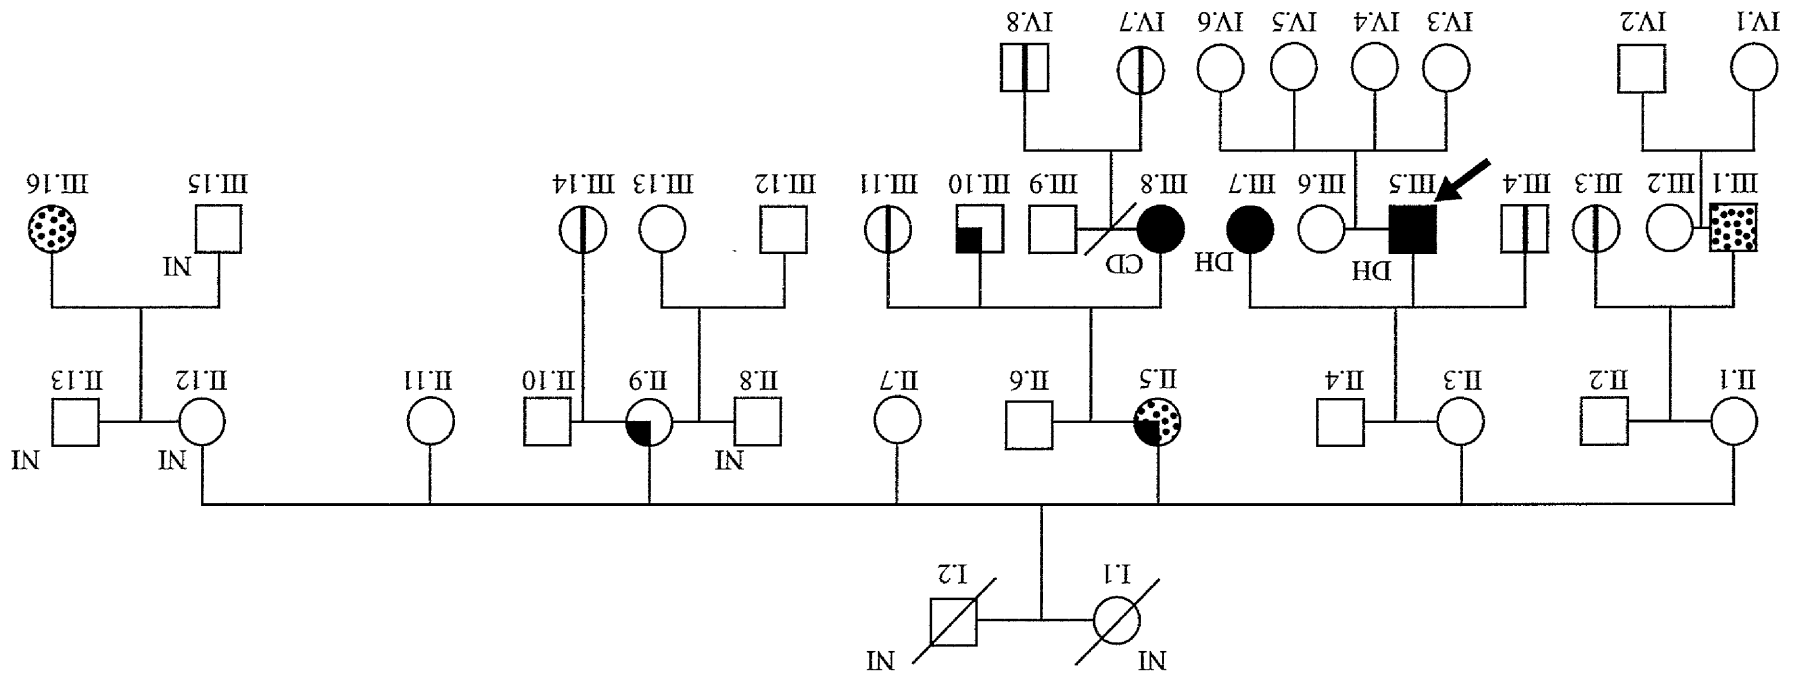 NI NI
I.1 I.2
NI NI NI
II.1 II.2 II.3 II.4 II.5 II.6 II.7 II.8 II.9 II.10 II.11 II.12 II.13
DH DH CD NI
III.1 III.2 III.3 III.4 III.5 III.6 III.7 III.8 III.9 III.10 III.11 III.12 III.13 III.14 III.15 III.16
IV.1 IV.2 IV.3 IV.4 IV.5 IV.6 IV.7 IV.8